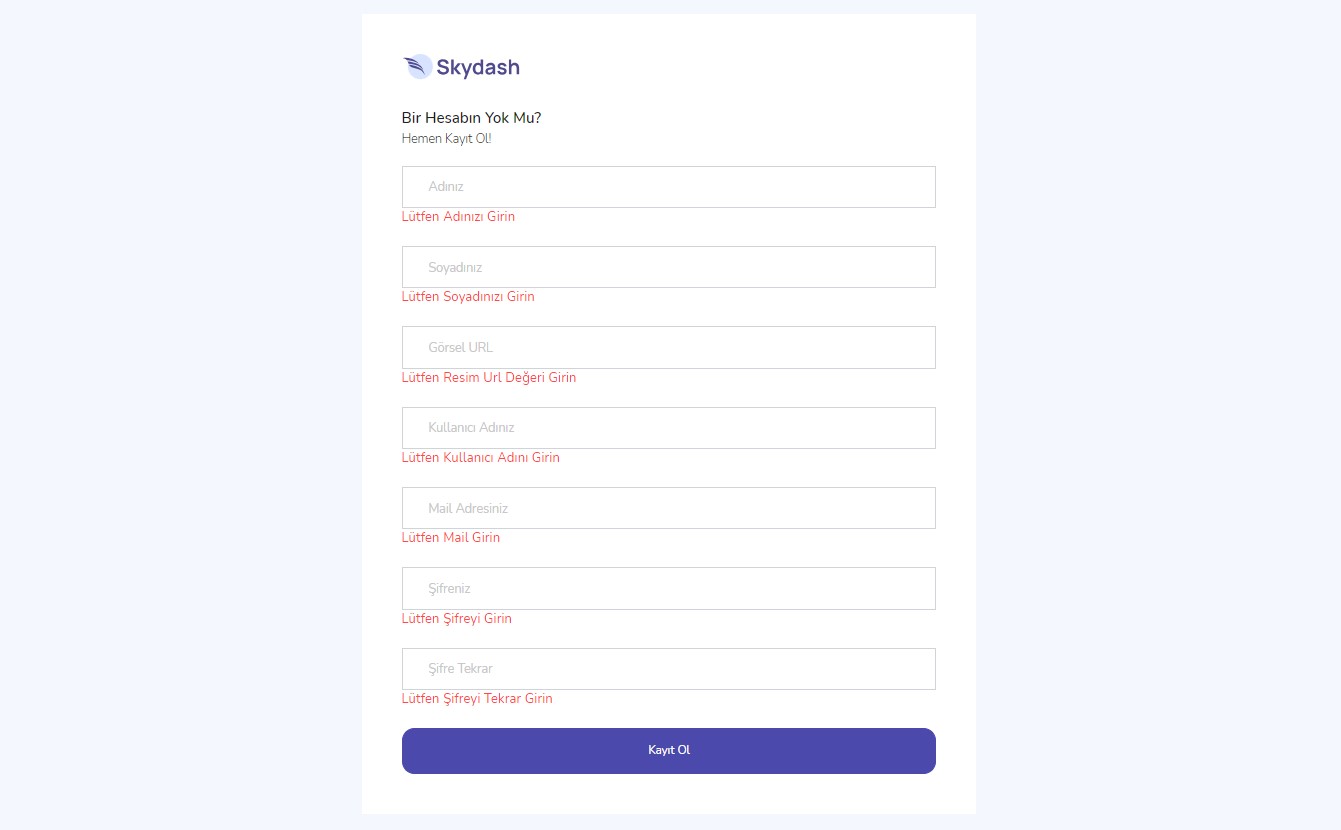 Skydash
Bir Hesabın Yok Mu?
Hemen Kayıt Ol!
Adınız
Lütfen Adınızı Girin
Soyadınız
Lütfen Soyadınızı Girin
Görsel URL
Lütfen Resim Url Değeri Girin
Kullanıcı Adınız
Lütfen Kullanıcı Adını Girin
Mail Adresiniz
Lütfen Mail Girin
Şifreniz
Lütfen Şifreyi Girin
Şifre Tekrar
Lütfen Şifreyi Tekrar Girin
Kayıt Ol